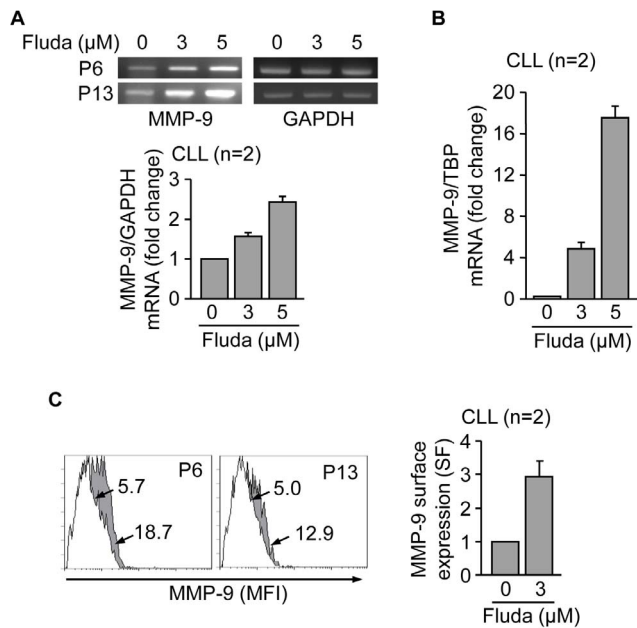 A
Fluda (µM) 0 3 5 0 3 5
P6
P13
MMP-9 GAPDH
CLL (n=2)
MMP-9/GAPDH
mRNA (fold change)
3
2
1
0
0 3 5
Fluda (µM)
B
CLL (n=2)
MMP-9/TBP
mRNA (fold change)
20
16
12
8
4
0
0 3 5
Fluda (µM)
C
P6
5.7
18.7
P13
5.0
12.9
MMP-9 (MFI)
CLL (n=2)
MMP-9 surface
expression (SF)
4
3
2
1
0
0 3
Fluda (µM)